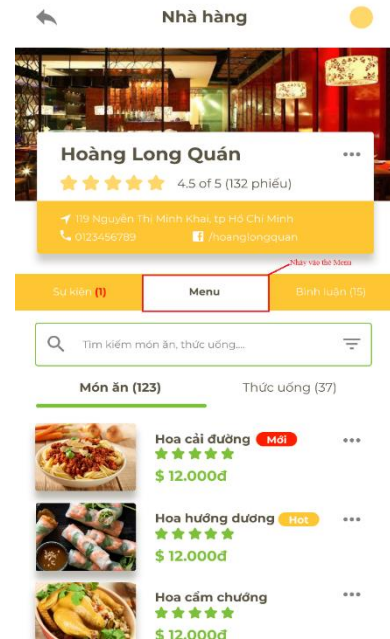 Nhà hàng
Hoàng Long Quán
4.5 of 5 (132 phiếu)
119 Nguyễn Thị Minh Khai, tp Hồ Chí Minh
0123456789 /hoanglongquan
Nhảy vào thẻ Menu
Sự kiện (1) Menu Bình luận (15)
Tìm kiếm món ăn, thức uống....
Món ăn (123) Thức uống (37)
Hoa cải đường Mới
$ 12.000đ
Hoa hướng dương Hot
$ 12.000đ
Hoa cẩm chướng
$ 12.000đ